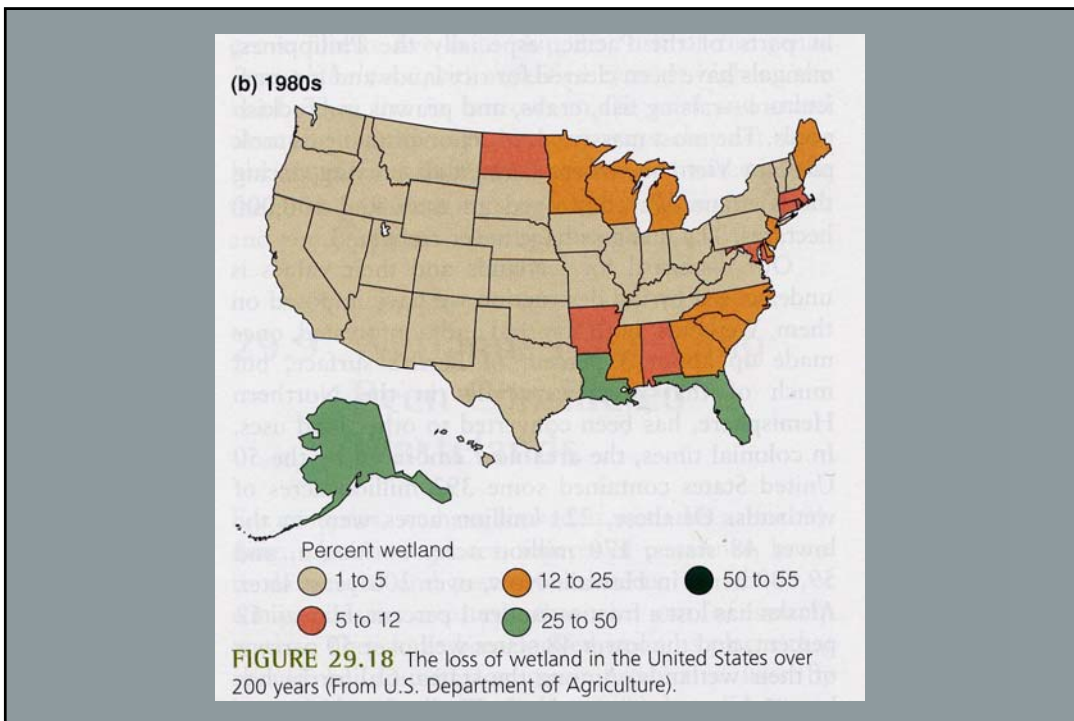 (b) 1980s
Percent wetland
1 to 5
12 to 25
50 to 55
5 to 12
25 to 50
FIGURE 29.18 The loss of wetland in the United States over
200 years (From U.S. Department of Agriculture).